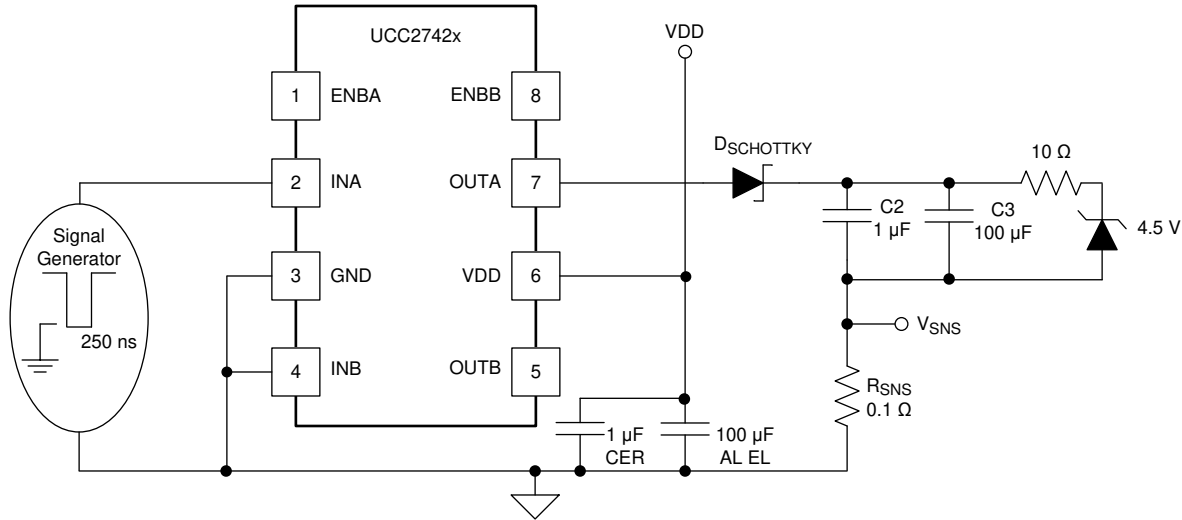 UCC2742x
VDD
1
ENBA
ENBB
8
DSCHOTTKY
10 Ω
2
INA
OUTA
7
C2
1 µF
C3
100 µF
4.5 V
Signal
Generator
250 ns
3
GND
VDD
6
VSNS
4
INB
OUTB
5
RSNS
0.1 Ω
1 µF
CER
100 µF
AL EL